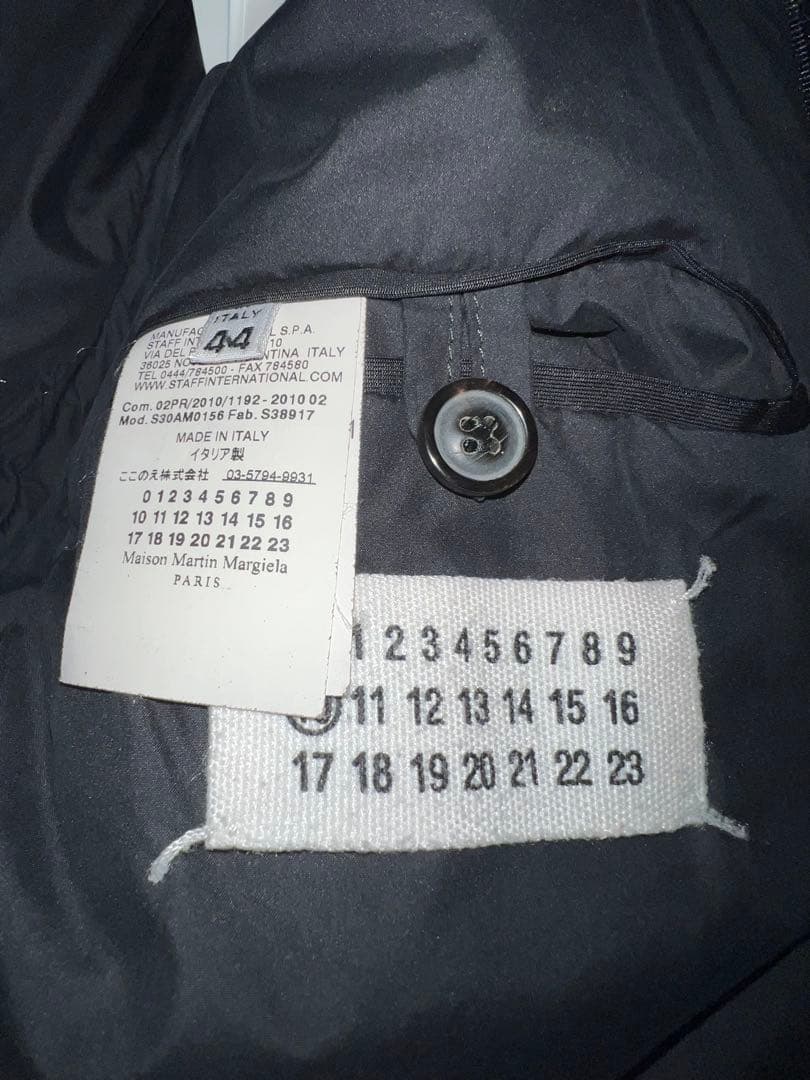 ITALY
44
S.P.A.
STAFF
VIA DEL ITALY
TEL 0444/784500 - FAX 784580
WWW.STAFFINTERNATIONAL.COM
Com. 02PR/2010/1192 - 2010 02
Mod. S30AM0156 Fab. S38917
MADE IN ITALY
イタリア製
ここのえ株式会社 03-5794-9931
0 1 2 3 4 5 6 7 8 9
10 11 12 13 14 15 16
17 18 19 20 21 22 23
Maison Martin Margiela
PARIS
1 2 3 4 5 6 7 8 9
11 12 13 14 15 16
17 18 19 20 21 22 23